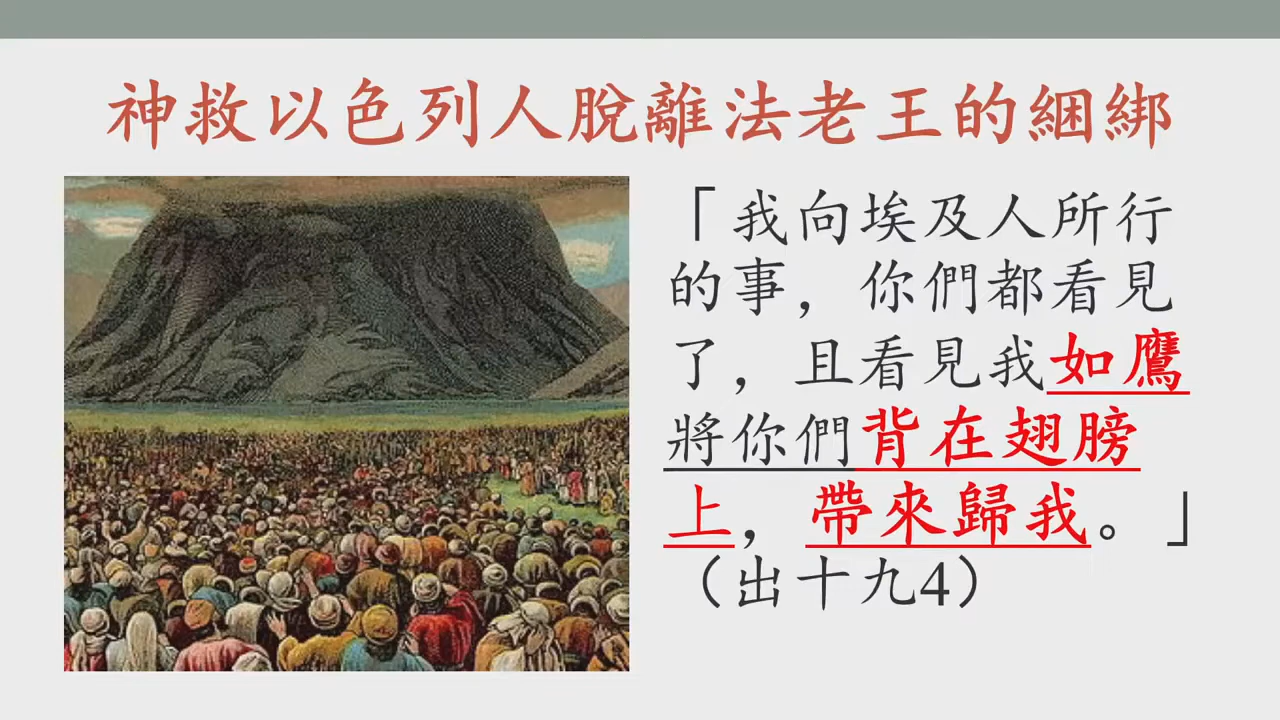 神救以色列人脫離法老王的綑綁
「我向埃及人所行
的事，你們都看見
了，且看見我如鷹
將你們背在翅膀
上，帶來歸我。」
（出十九4）